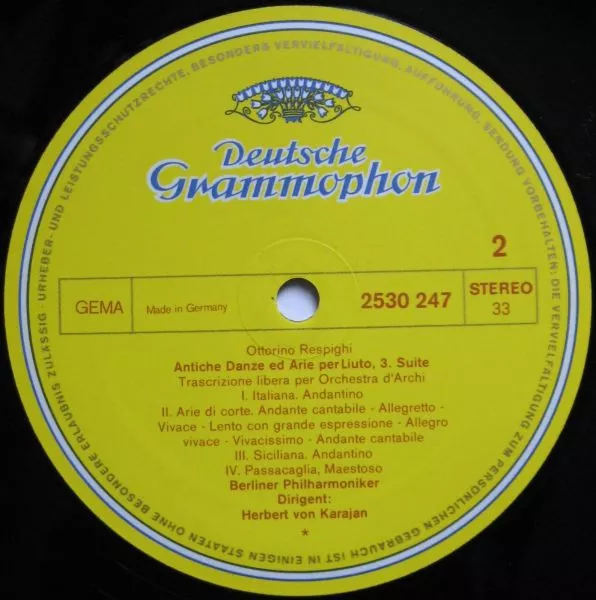 Deutsche
Grammophon
2
GEMA
Made in Germany
2530 247
STEREO
33
Ottorino Respighi
Antiche Danze ed Arie per Liuto, 3. Suite
Trascrizione libera per Orchestra d'Archi
I. Italiana. Andantino
II. Arie di corte. Andante cantabile - Allegretto -
Vivace - Lento con grande espressione - Allegro
vivace - Vivacissimo - Andante cantabile
III. Siciliana. Andantino
IV. Passacaglia, Maestoso
Berliner Philharmoniker
Dirigent:
Herbert von Karajan
*
URHEBER- UND LEISTUNGSSCHUTZRECHTE, BESONDERS VERVIELFÄLTIGUNG, AUFFÜHRUNG, SENDUNG VORBEHALTEN; DIE VERVIELFÄLTIGUNG ZUM PERSÖNLICHEN GEBRAUCH IST IN EINIGEN STAATEN OHNE BESONDERE ERLAUBNIS ZULÄSSIG